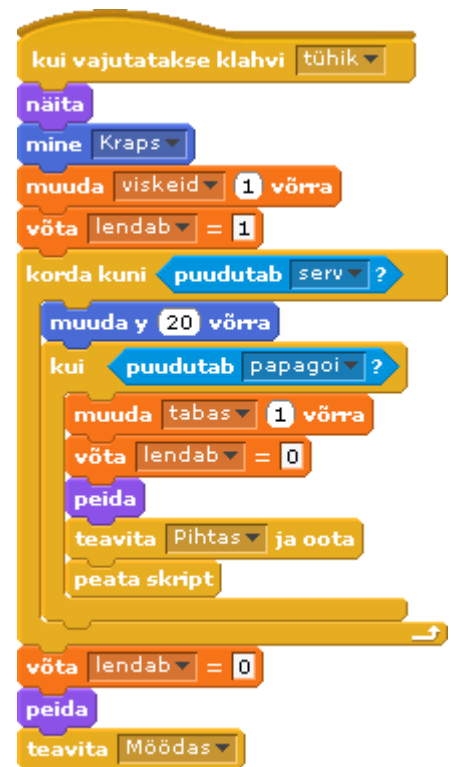 kui vajutatakse klahvi tühik
näita
mine Kraps
muuda viskeid 1 võrra
võta lendab = 1
korda kuni puudutab serv ?
muuda y 20 võrra
kui puudutab papagoi ?
muuda tabas 1 võrra
võta lendab = 0
peida
teavita Pihtas ja oota
peata skript
võta lendab = 0
peida
teavita Möödas